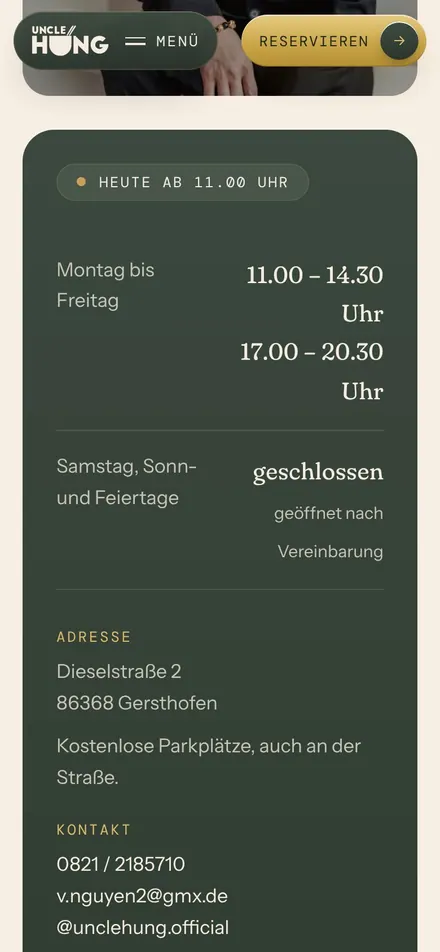 UNCLE
HUNG
MENÜ
RESERVIEREN
HEUTE AB 11.00 UHR
Montag bis
Freitag
11.00 – 14.30
Uhr
17.00 – 20.30
Uhr
Samstag, Sonn-
und Feiertage
geschlossen
geöffnet nach
Vereinbarung
ADRESSE
Dieselstraße 2
86368 Gersthofen
Kostenlose Parkplätze, auch an der
Straße.
KONTAKT
0821 / 2185710
v.nguyen2@gmx.de
@unclehung.official